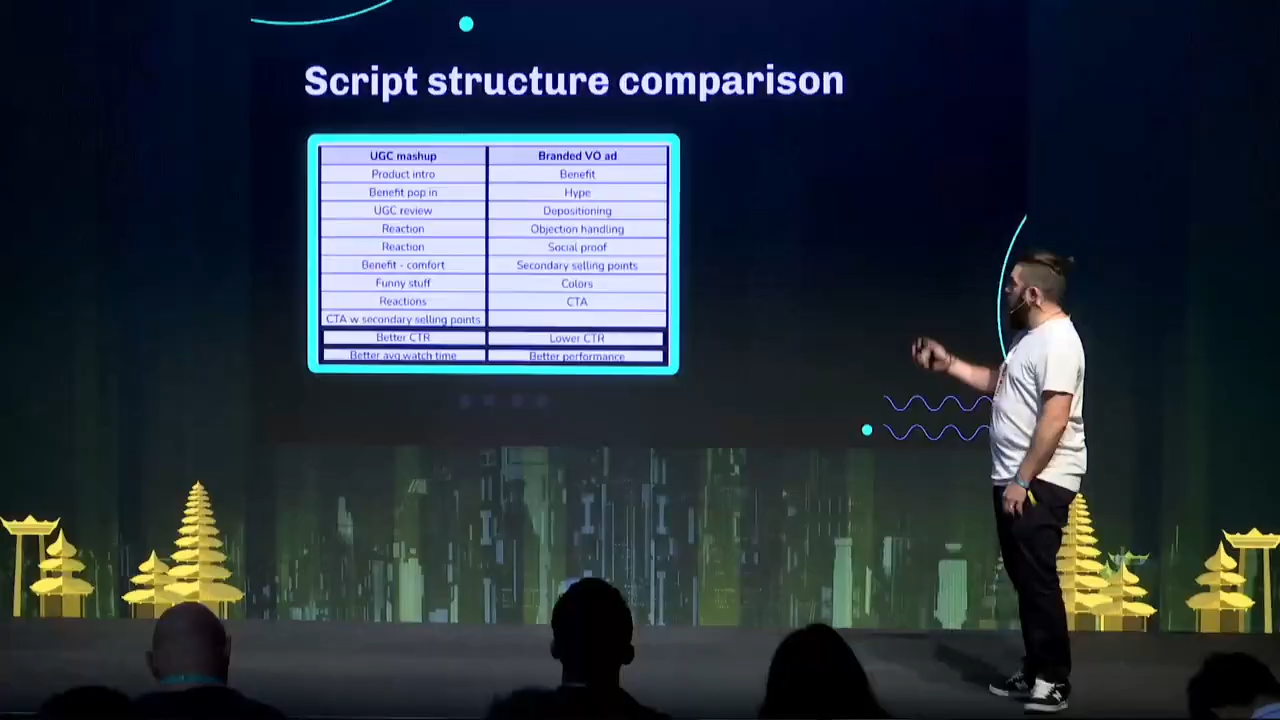 Script structure comparison
UGC mashup Branded VO ad
Product intro Benefit
Benefit pop in Hype
UGC review Depositioning
Reaction Objection handling
Reaction Social proof
Benefit - comfort Secondary selling points
Funny stuff Colors
Reactions CTA
CTA w secondary selling points
Better CTR Lower CTR
Better avg watch time Better performance